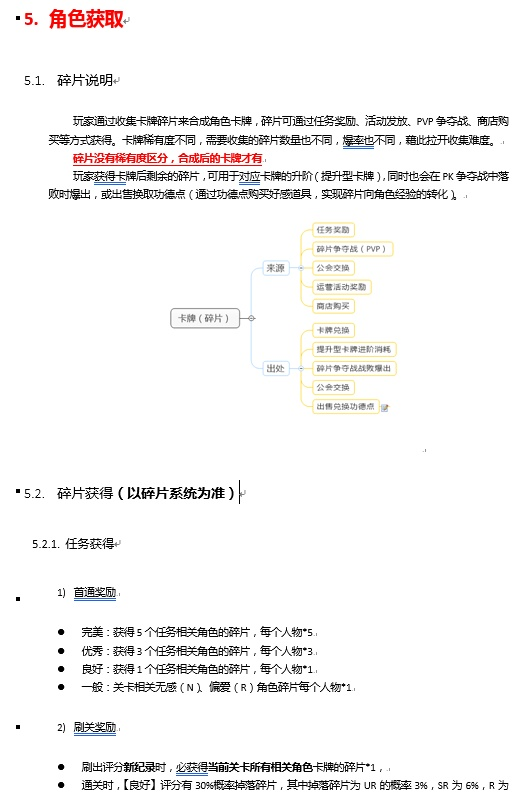 5. 角色获取
5.1. 碎片说明
玩家通过收集卡牌碎片来合成角色卡牌，碎片可通过任务奖励、活动发放、PVP 争夺战、商店购
买等方式获得。卡牌稀有度不同，需要收集的碎片数量也不同，爆率也不同，藉此拉开收集难度。
碎片没有稀有度区分，合成后的卡牌才有
玩家获得卡牌后剩余的碎片，可用于对应卡牌的升阶（提升型卡牌），同时也会在 PK 争夺战中落
败时爆出，或出售换取功德点（通过功德点购买好感道具，实现碎片向角色经验的转化）。
卡牌（碎片）
来源
任务奖励
碎片争夺战（PVP）
公会交换
运营活动奖励
商店购买
出处
卡牌兑换
提升型卡牌进阶消耗
碎片争夺战战败爆出
公会交换
出售兑换功德点
5.2. 碎片获得（以碎片系统为准）
5.2.1. 任务获得
1) 首通奖励
● 完美：获得 5 个任务相关角色的碎片，每个人物*5
● 优秀：获得 3 个任务相关角色的碎片，每个人物*3
● 良好：获得 1 个任务相关角色的碎片，每个人物*1
● 一般：关卡相关无感（N）、偏爱（R）角色碎片每个人物*1
2) 刷关奖励
● 刷出评分新纪录时，必获得当前关卡所有相关角色卡牌的碎片*1，
● 通关时，【良好】评分有 30%概率掉落碎片，其中掉落碎片为 UR 的概率 3%，SR 为 6%，R 为